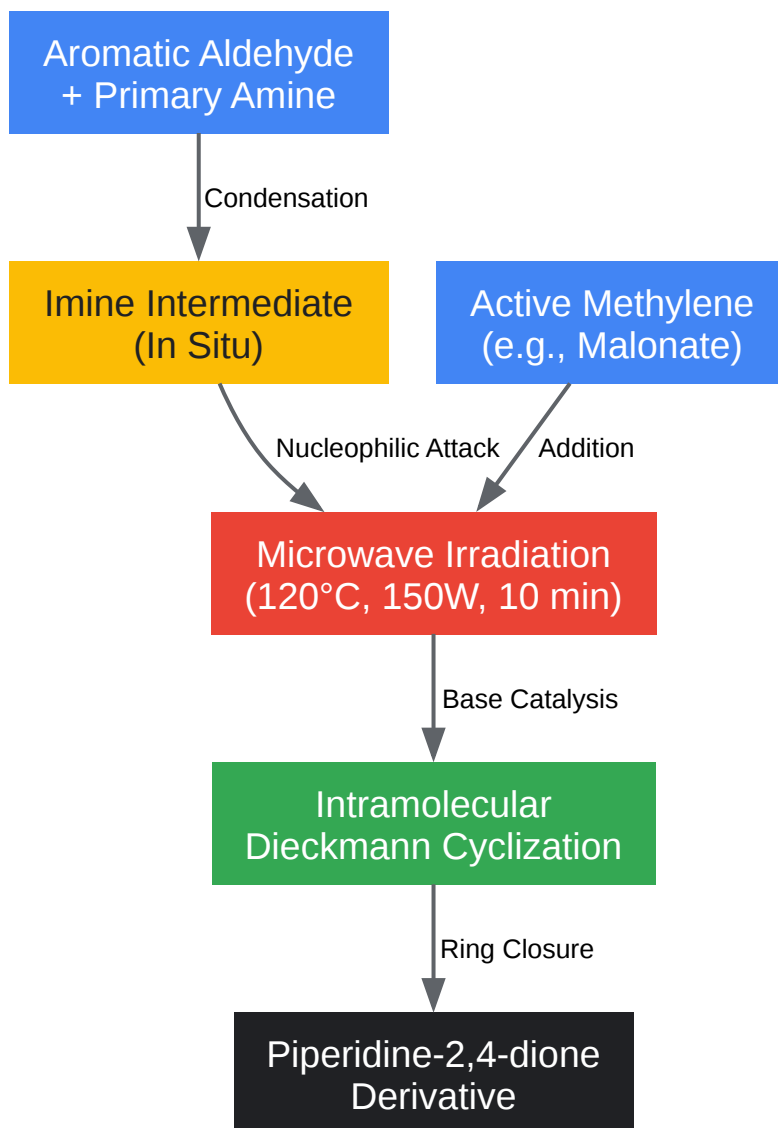 Aromatic Aldehyde
+ Primary Amine
Condensation
Imine Intermediate
(In Situ)
Active Methylene
(e.g., Malonate)
Nucleophilic Attack
Addition
Microwave Irradiation
(120°C, 150W, 10 min)
Base Catalysis
Intramolecular
Dieckmann Cyclization
Ring Closure
Piperidine-2,4-dione
Derivative